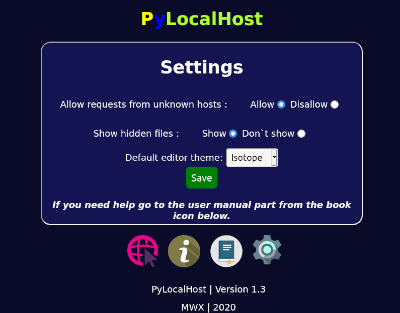 PyLocalHost
Settings
Allow requests from unknown hosts : Allow Disallow
Show hidden files : Show Don`t show
Default editor theme: Isotope
Save
If you need help go to the user manual part from the book
icon below.
PyLocalHost | Version 1.3
MWX | 2020